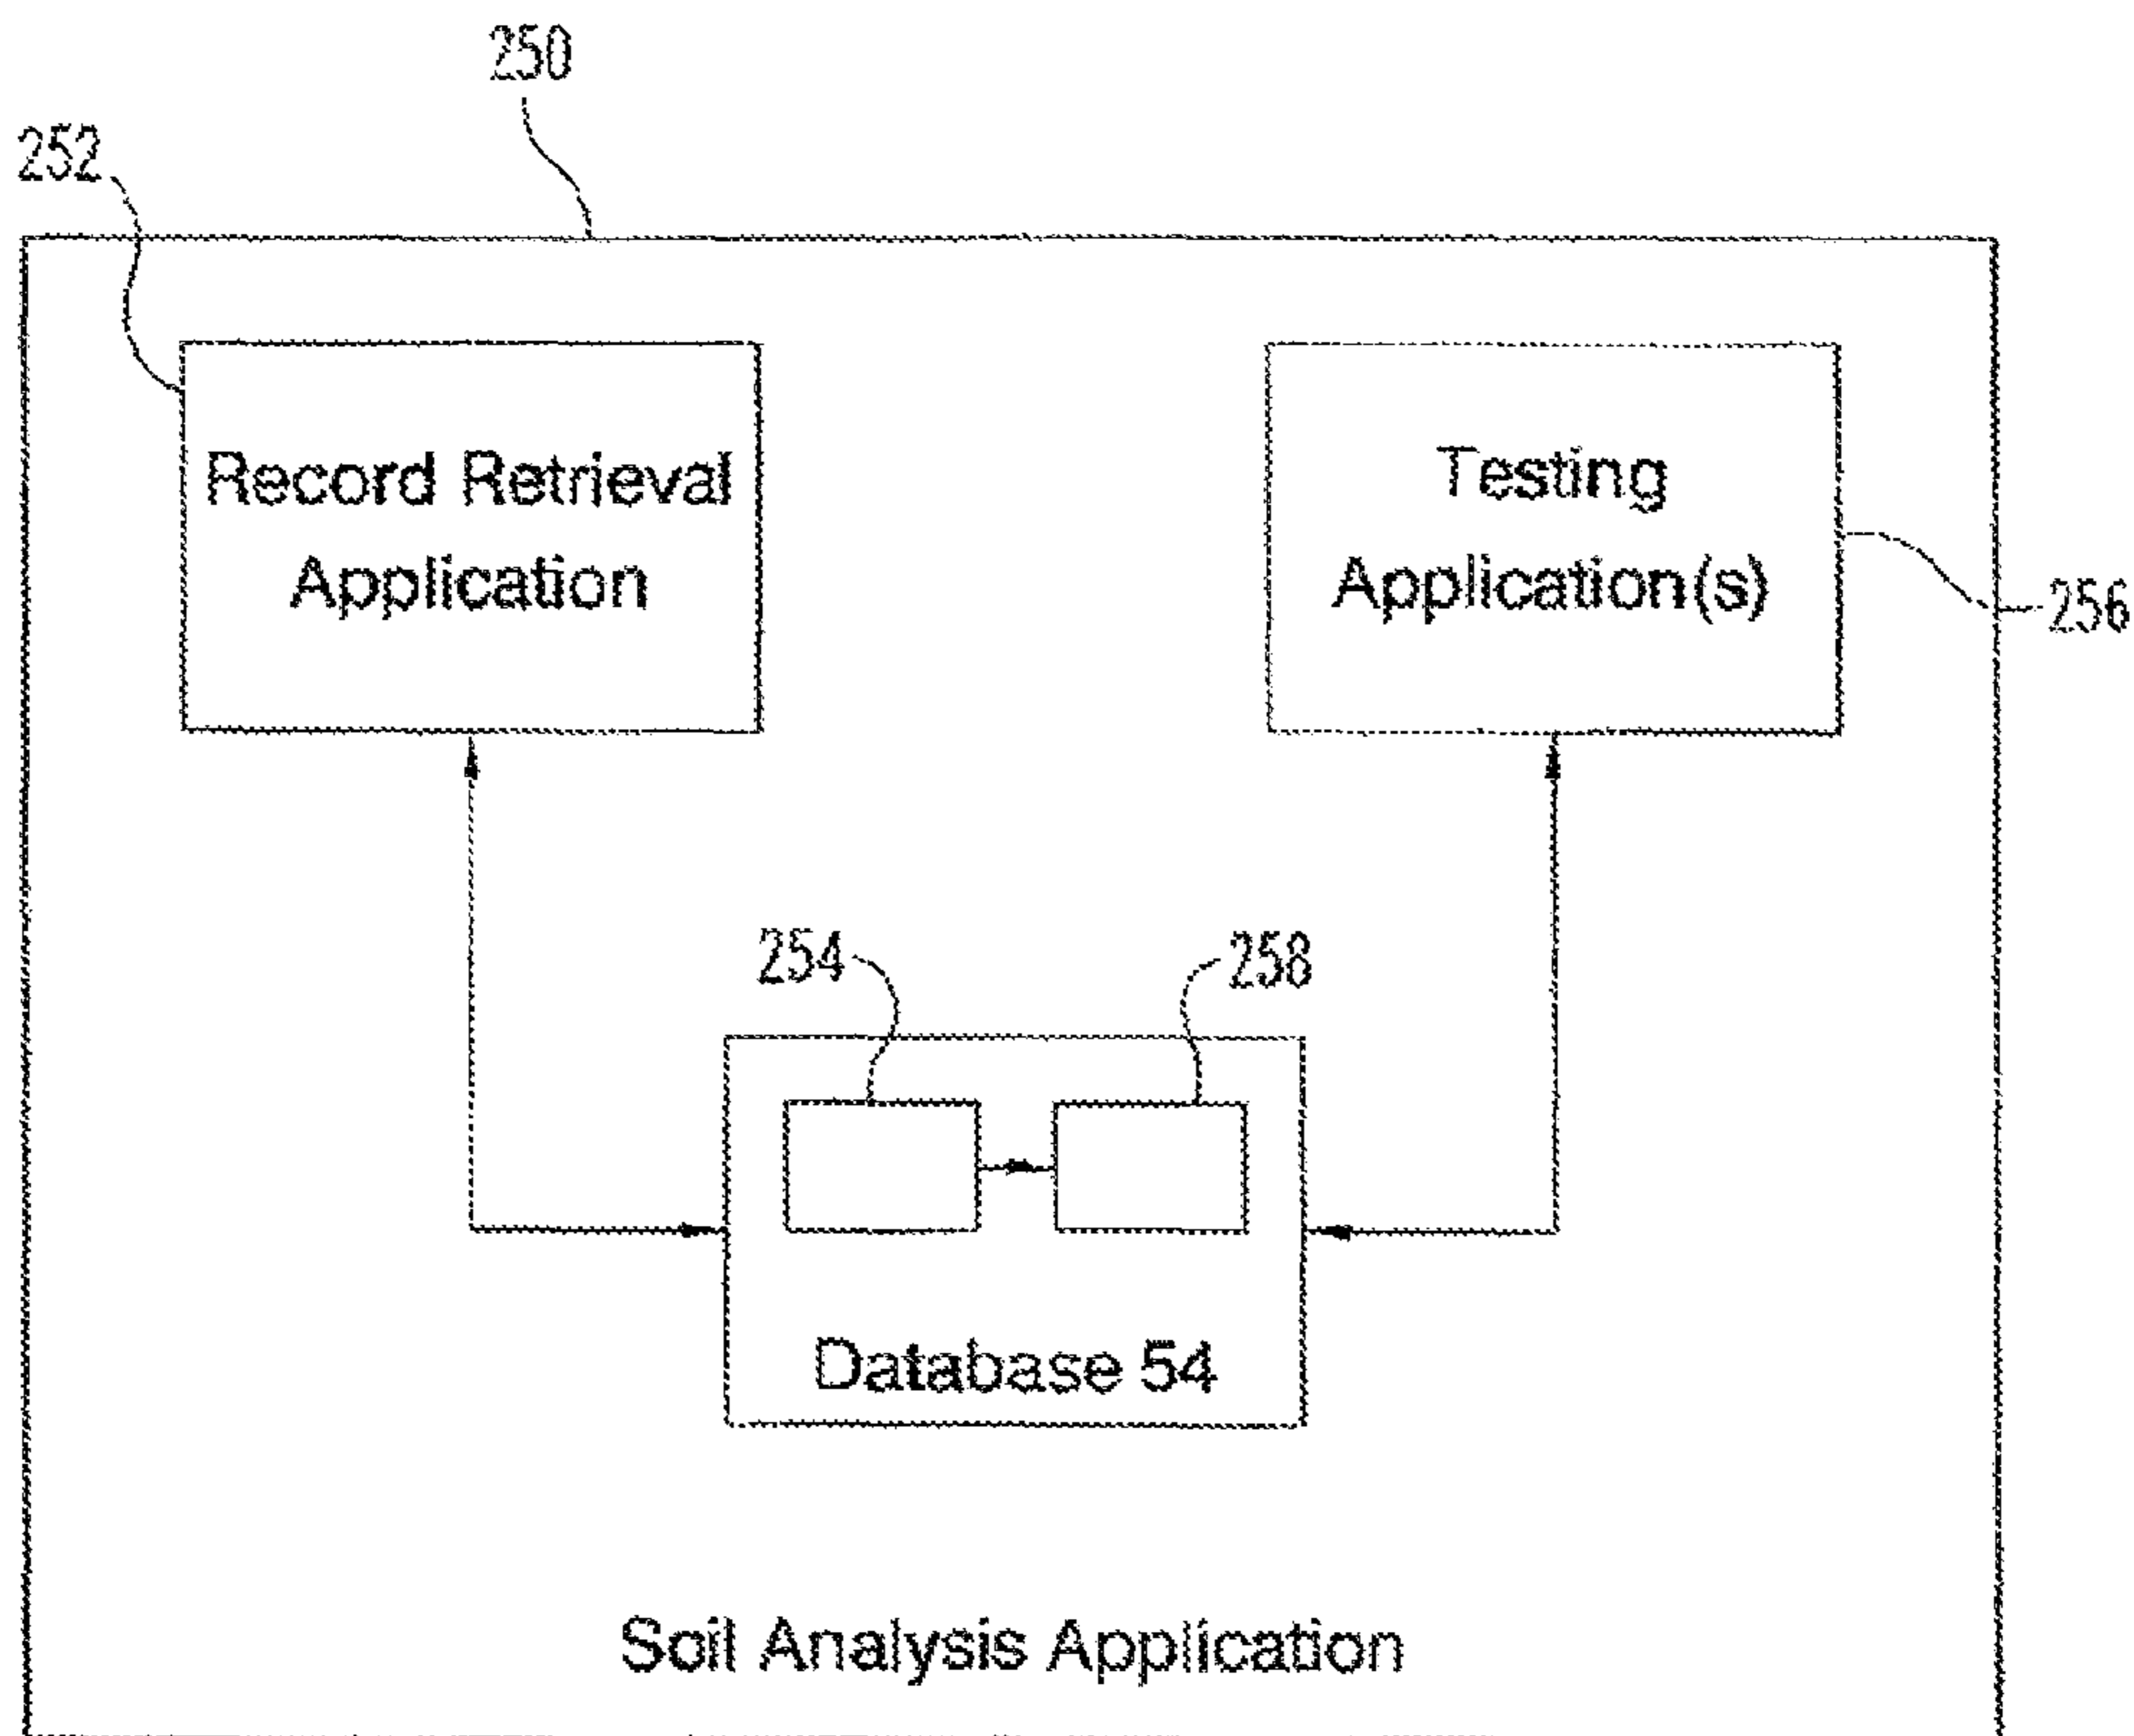 250
252
Record Retrieval
Application
Testing
Application(s)
256
254
258
Database 54
Soil Analysis Application